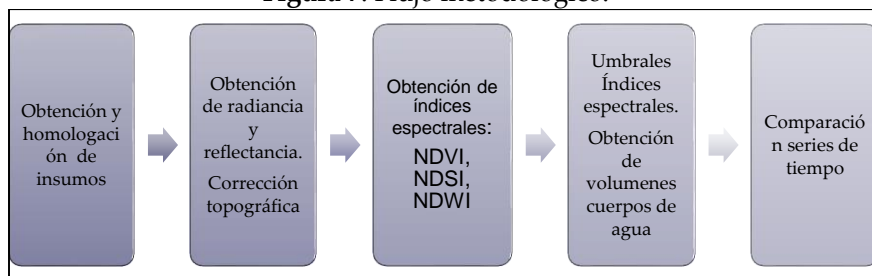 Figura 7. Flujo metodológico.
Obtención y
homologaci
ón de
insumos
Obtención
de radiancia
y
reflectancia.
Corrección
topográfica
Obtención de
índices
espectrales:
NDVI,
NDSI,
NDWI
Umbrales
Índices
espectrales.
Obtención
de
volumenes
cuerpos de
agua
Comparació
n series de
tiempo